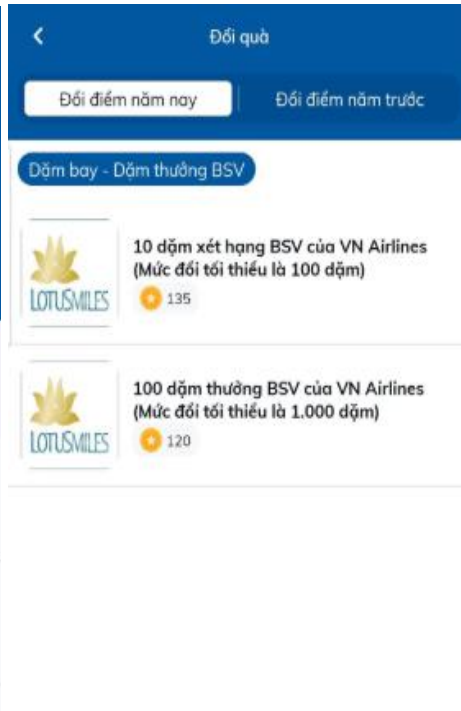 Đổi quà
Đổi điểm năm nay
Đổi điểm năm trước
Dặm bay - Dặm thưởng BSV
10 dặm xét hạng BSV của VN Airlines
(Mức đổi tối thiểu là 100 dặm)
LOTUSMILES
135
100 dặm thưởng BSV của VN Airlines
(Mức đổi tối thiểu là 1.000 dặm)
LOTUSMILES
120